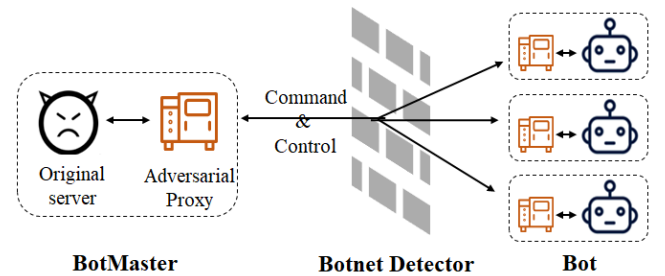 Original
server
Adversarial
Proxy
Command
&
Control
BotMaster
Botnet Detector
Bot